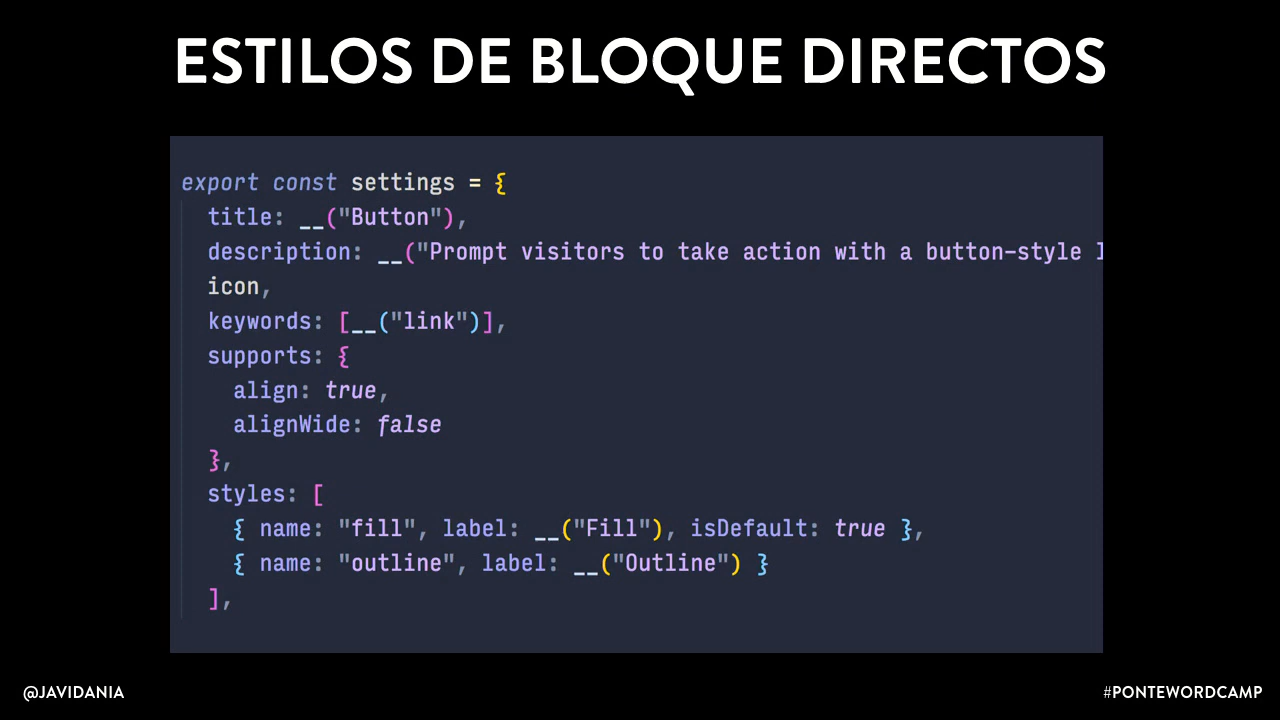 ESTILOS DE BLOQUE DIRECTOS
export const settings = {
title: __("Button"),
description: __("Prompt visitors to take action with a button-style
icon,
keywords: [__("link")],
supports: {
align: true,
alignWide: false
},
styles: [
{ name: "fill", label: __("Fill"), isDefault: true },
{ name: "outline", label: __("Outline") }
],
@JAVIDANIA
#PONTEWORDCAMP